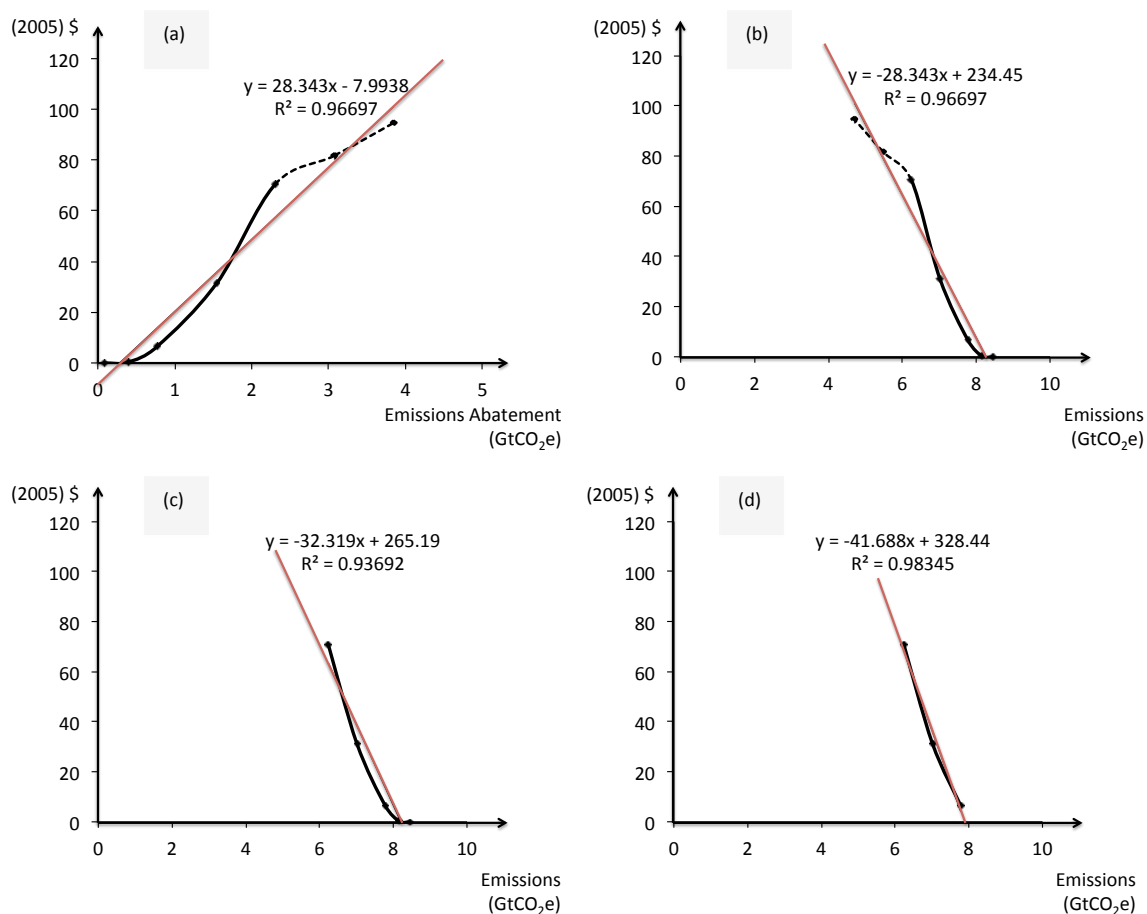 (2005) $
(a)
120
100
80
60
40
20
0
y = 28.343x - 7.9938
R² = 0.96697
0 1 2 3 4 5
Emissions Abatement
(GtCO₂e)
(2005) $
(b)
120
100
80
60
40
20
0
y = -28.343x + 234.45
R² = 0.96697
0 2 4 6 8 10
Emissions
(GtCO₂e)
(2005) $
(c)
120
100
80
60
40
20
0
y = -32.319x + 265.19
R² = 0.93692
0 2 4 6 8 10
Emissions
(GtCO₂e)
(2005) $
(d)
120
100
80
60
40
20
0
y = -41.688x + 328.44
R² = 0.98345
0 2 4 6 8 10
Emissions
(GtCO₂e)